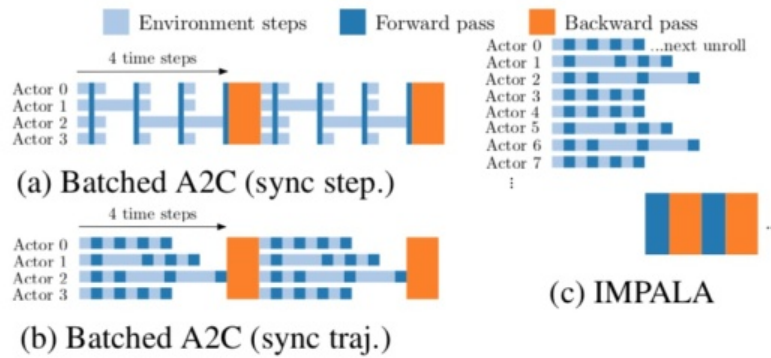 Environment steps Forward pass Backward pass
4 time steps
Actor 0
Actor 1
Actor 2
Actor 3
(a) Batched A2C (sync step.)
4 time steps
Actor 0
Actor 1
Actor 2
Actor 3
(b) Batched A2C (sync traj.)
Actor 0 ...next unroll
Actor 1
Actor 2
Actor 3
Actor 4
Actor 5
Actor 6
Actor 7
⋮
...
(c) IMPALA